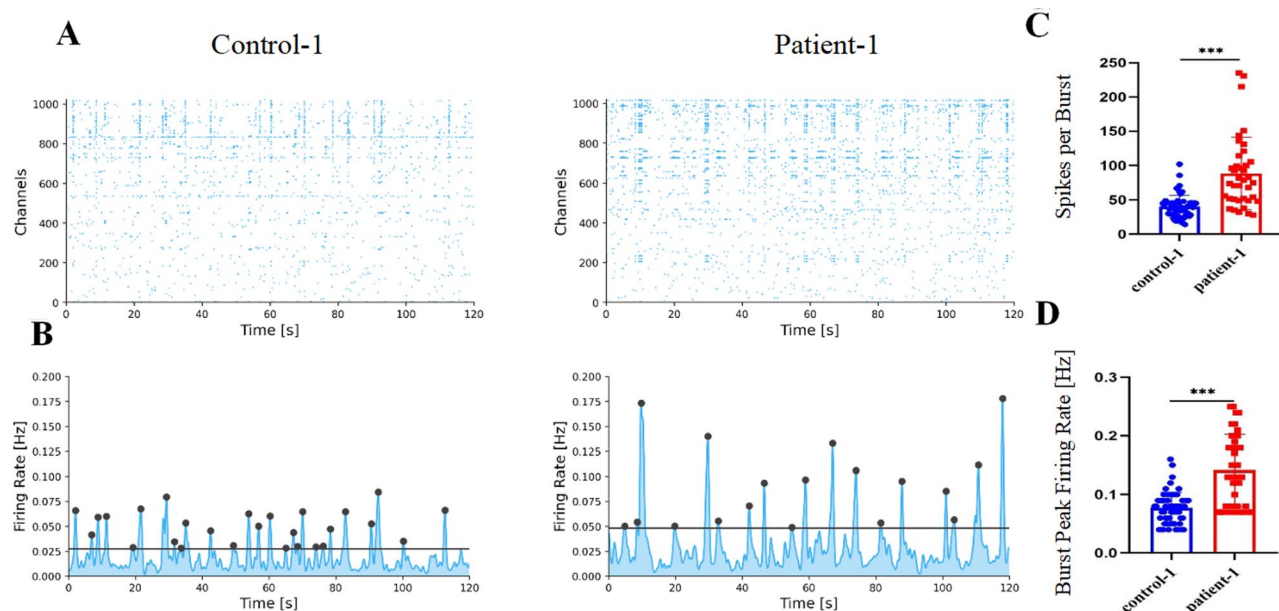 A
Control-1
Patient-1
1000
800
600
400
200
0
Channels
0 20 40 60 80 100 120
Time [s]
1000
800
600
400
200
0
Channels
0 20 40 60 80 100 120
Time [s]
B
0.200
0.175
0.150
0.125
0.100
0.075
0.050
0.025
0.000
Firing Rate [Hz]
0 20 40 60 80 100 120
Time [s]
0.200
0.175
0.150
0.125
0.100
0.075
0.050
0.025
0.000
Firing Rate [Hz]
0 20 40 60 80 100 120
Time [s]
C
***
250
200
150
100
50
0
Spikes per Burst
control-1
patient-1
D
***
0.3
0.2
0.1
0.0
Burst Peak Firing Rate [Hz]
control-1
patient-1